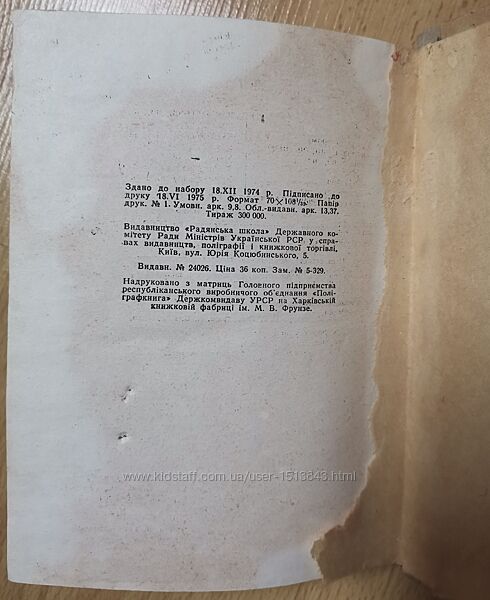 Здано до набору 18.XII 1974 р. Підписано до
друку 18.VI 1975 р. Формат 70×108 1/32. Папір
друк. № 1. Умовн. арк. 9,8. Обл.-видавн. арк. 13,37.
Тираж 300 000.
Видавництво «Радянська школа» Державного ко-
мітету Ради Міністрів Української РСР у спра-
вах видавництв, поліграфії і книжкової торгівлі.
Київ, вул. Юрія Коцюбинського, 5.
Видавн. № 24026. Ціна 36 коп. Зам. № 5-329.
Надруковано з матриць Головного підприємства
республіканського виробничого об'єднання «Полі-
графкнига» Держкомвидаву УРСР на Харківській
книжковій фабриці ім. М. В. Фрунзе.
www.kidstaff.com.ua/user-1513843.html